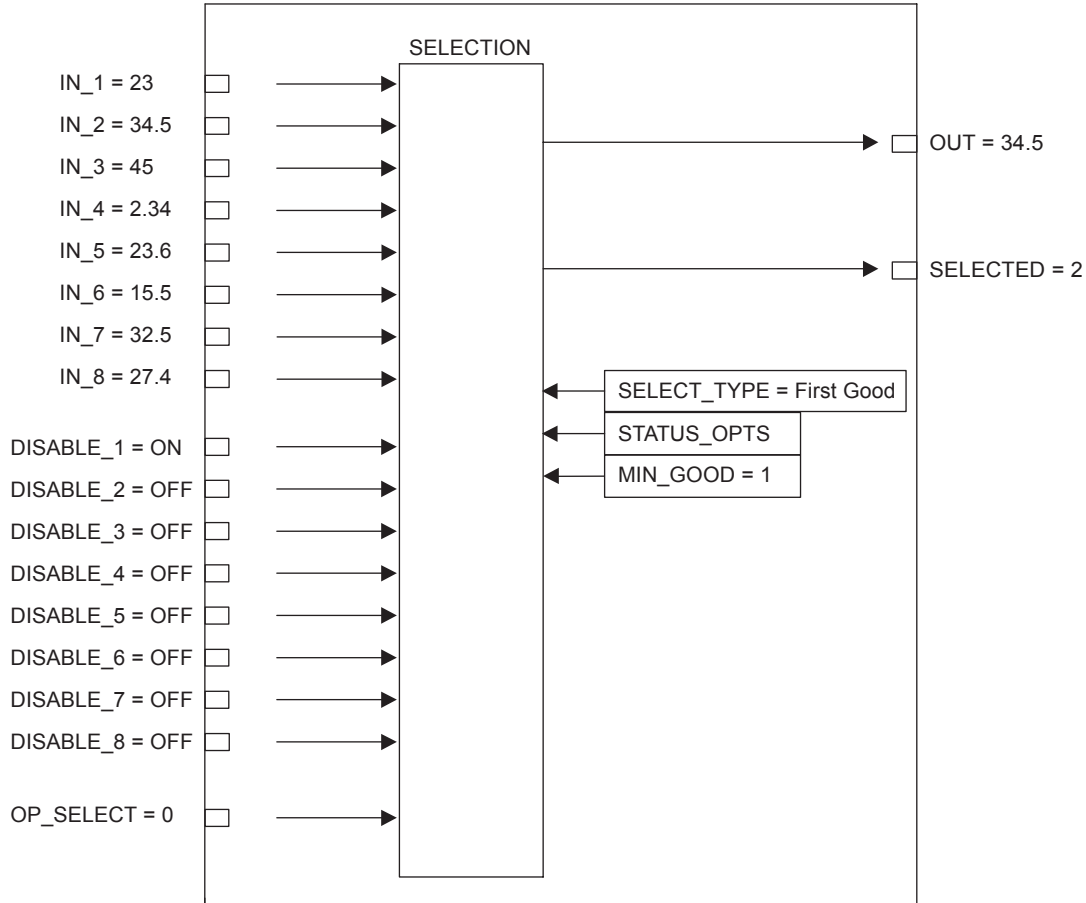 SELECTION
IN_1 = 23
IN_2 = 34.5
IN_3 = 45
IN_4 = 2.34
IN_5 = 23.6
IN_6 = 15.5
IN_7 = 32.5
IN_8 = 27.4
DISABLE_1 = ON
DISABLE_2 = OFF
DISABLE_3 = OFF
DISABLE_4 = OFF
DISABLE_5 = OFF
DISABLE_6 = OFF
DISABLE_7 = OFF
DISABLE_8 = OFF
OP_SELECT = 0
OUT = 34.5
SELECTED = 2
SELECT_TYPE = First Good
STATUS_OPTS
MIN_GOOD = 1